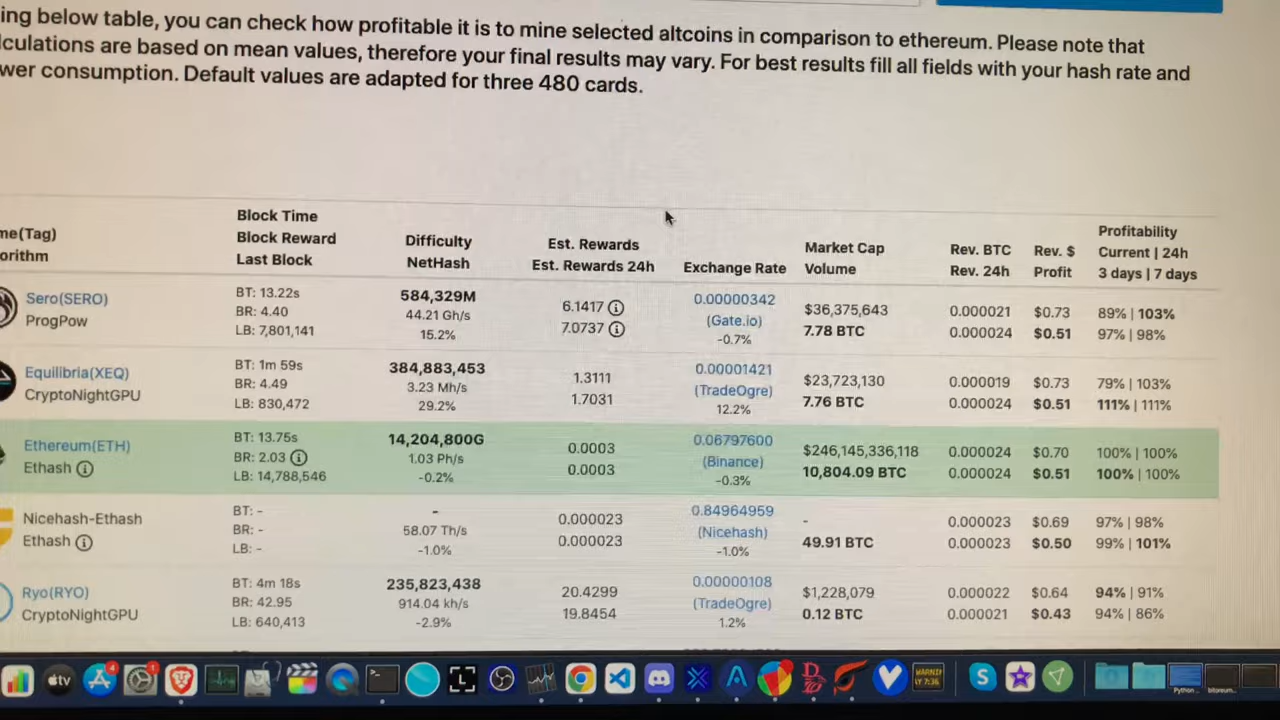 ing below table, you can check how profitable it is to mine selected altcoins in comparison to ethereum. Please note that
lculations are based on mean values, therefore your final results may vary. For best results fill all fields with your hash rate and
wer consumption. Default values are adapted for three 480 cards.
me(Tag)
orithm
Block Time
Block Reward
Last Block
Difficulty
NetHash
Est. Rewards
Est. Rewards 24h
Exchange Rate
Market Cap
Volume
Rev. BTC
Rev. 24h
Rev. $
Profit
Profitability
Current | 24h
3 days | 7 days
Sero(SERO)
ProgPow
BT: 13.22s
BR: 4.40
LB: 7,801,141
584,329M
44.21 Gh/s
15.2%
6.1417
7.0737
0.00000342
(Gate.io)
-0.7%
$36,375,643
7.78 BTC
0.000021
0.000024
$0.73
$0.51
89% | 103%
97% | 98%
Equilibria(XEQ)
CryptoNightGPU
BT: 1m 59s
BR: 4.49
LB: 830,472
384,883,453
3.23 Mh/s
29.2%
1.3111
1.7031
0.00001421
(TradeOgre)
12.2%
$23,723,130
7.76 BTC
0.000019
0.000024
$0.73
$0.51
79% | 103%
111% | 111%
Ethereum(ETH)
Ethash
BT: 13.75s
BR: 2.03
LB: 14,788,546
14,204,800G
1.03 Ph/s
-0.2%
0.0003
0.0003
0.06797600
(Binance)
-0.3%
$246,145,336,118
10,804.09 BTC
0.000024
0.000024
$0.70
$0.51
100% | 100%
100% | 100%
Nicehash-Ethash
Ethash
BT: -
BR: -
LB: -
-
58.07 Th/s
-1.0%
0.000023
0.000023
0.84964959
(Nicehash)
-1.0%
-
49.91 BTC
0.000023
0.000023
$0.69
$0.50
97% | 98%
99% | 101%
Ryo(RYO)
CryptoNightGPU
BT: 4m 18s
BR: 42.95
LB: 640,413
235,823,438
914.04 kh/s
-2.9%
20.4299
19.8454
0.00000108
(TradeOgre)
1.2%
$1,228,079
0.12 BTC
0.000022
0.000021
$0.64
$0.43
94% | 91%
94% | 86%
tv
4
1
WARNI
Y 7:36
Python...